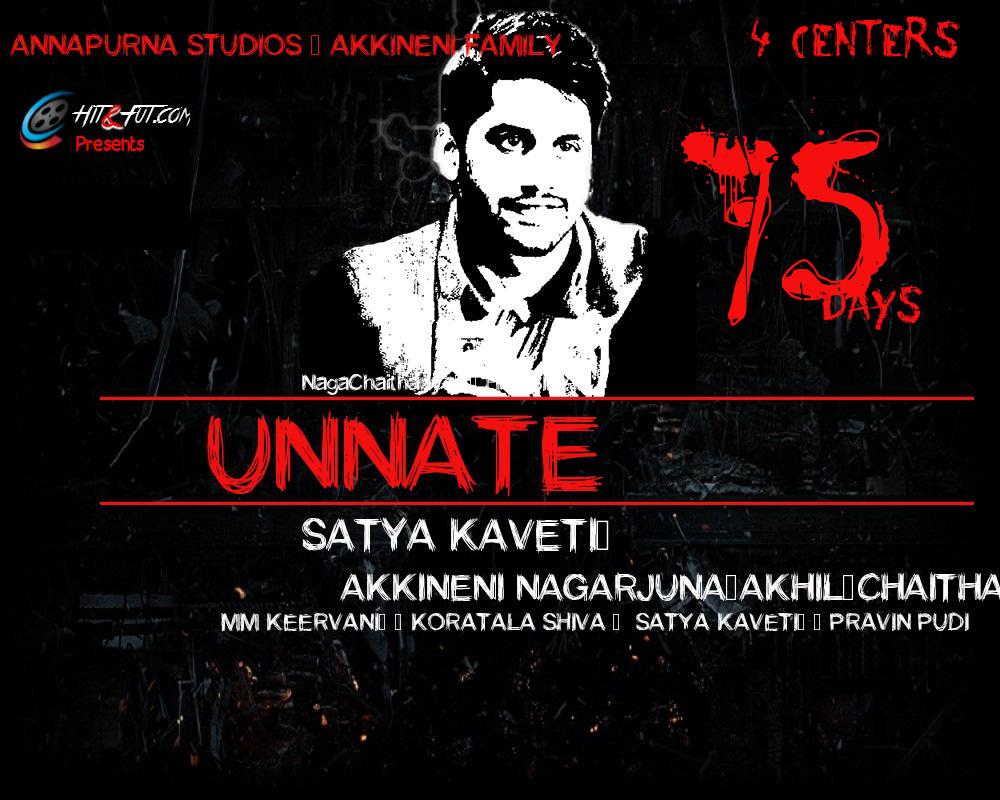 ANNAPURNA STUDIOS ▯ AKKINENI FAMILY
4 CENTERS
HIT&FUT.COM
Presents
75
DAYS
NagaChaitha
UNNATE
SATYA KAVETI▯
AKKINENI NAGARJUNA▯AKHIL▯CHAITHA
MM KEERVANI▯ ▯ KORATALA SHIVA ▯ SATYA KAVETI▯ ▯ PRAVIN PUDI